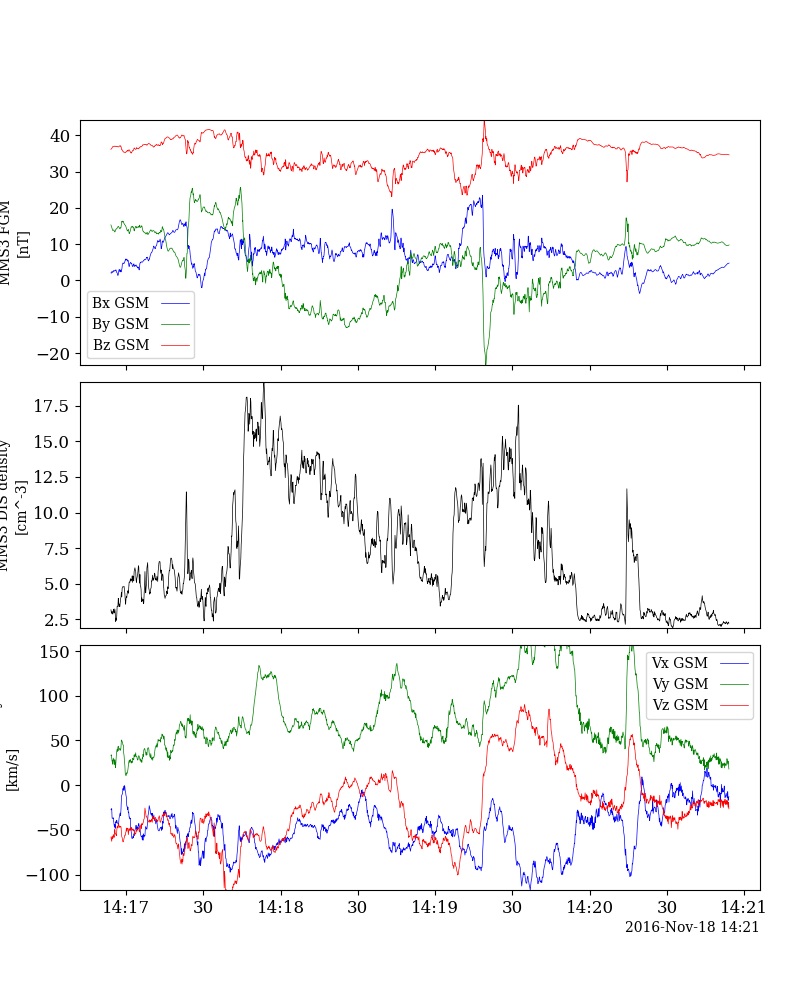 40
30
20
10
0
−10
−20
MMS3 FGM
[nT]
Bx GSM
By GSM
Bz GSM
17.5
15.0
12.5
10.0
7.5
5.0
2.5
MMS3 DIS density
[cm^-3]
150
100
50
0
−50
−100
[km/s]
Vx GSM
Vy GSM
Vz GSM
14:17
30
14:18
30
14:19
30
14:20
30
14:21
2016-Nov-18 14:21